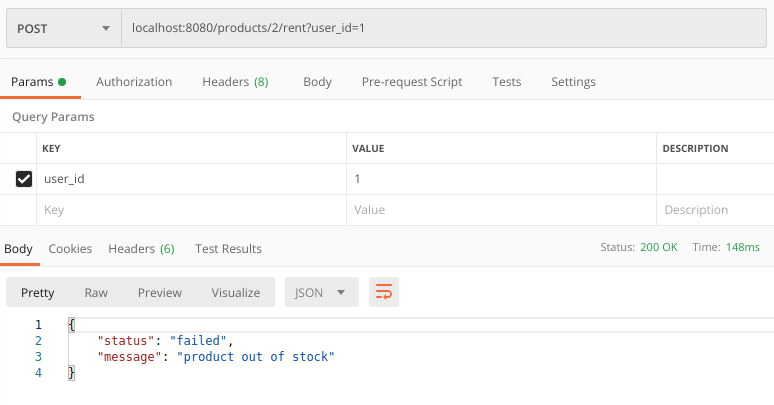 POST localhost:8080/products/2/rent?user_id=1
Params Authorization Headers (8) Body Pre-request Script Tests Settings
Query Params
KEY VALUE DESCRIPTION
user_id 1
Key Value Description
Body Cookies Headers (6) Test Results Status: 200 OK Time: 148ms
Pretty Raw Preview Visualize JSON
1 {
2 "status": "failed",
3 "message": "product out of stock"
4 }